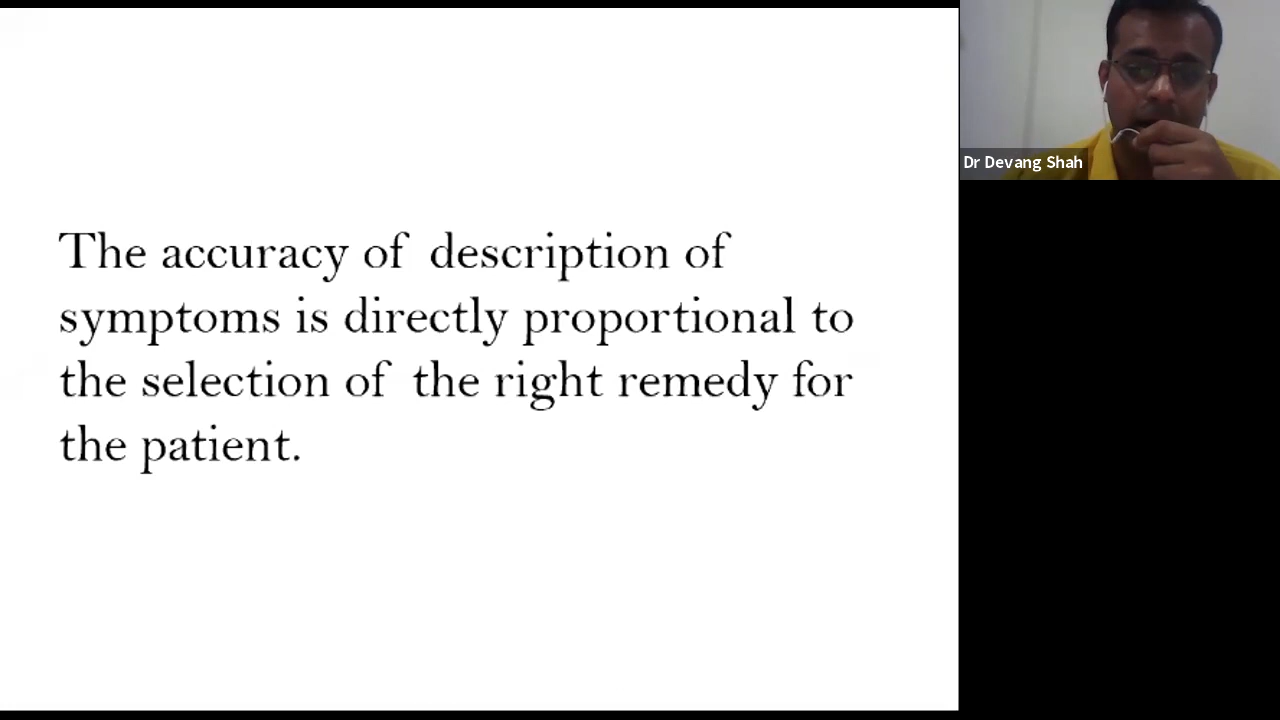 The accuracy of description of
symptoms is directly proportional to
the selection of the right remedy for
the patient.
Dr Devang Shah